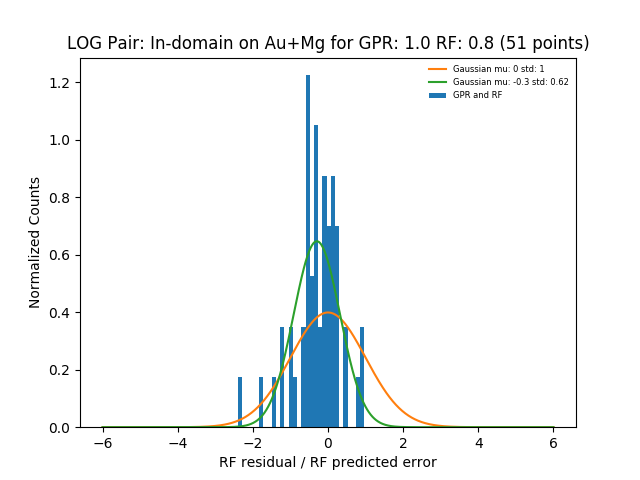 LOG Pair: In-domain on Au+Mg for GPR: 1.0 RF: 0.8 (51 points)
Gaussian mu: 0 std: 1
Gaussian mu: -0.3 std: 0.62
GPR and RF
Normalized Counts
1.2
1.0
0.8
0.6
0.4
0.2
0.0
−6 −4 −2 0 2 4 6
RF residual / RF predicted error